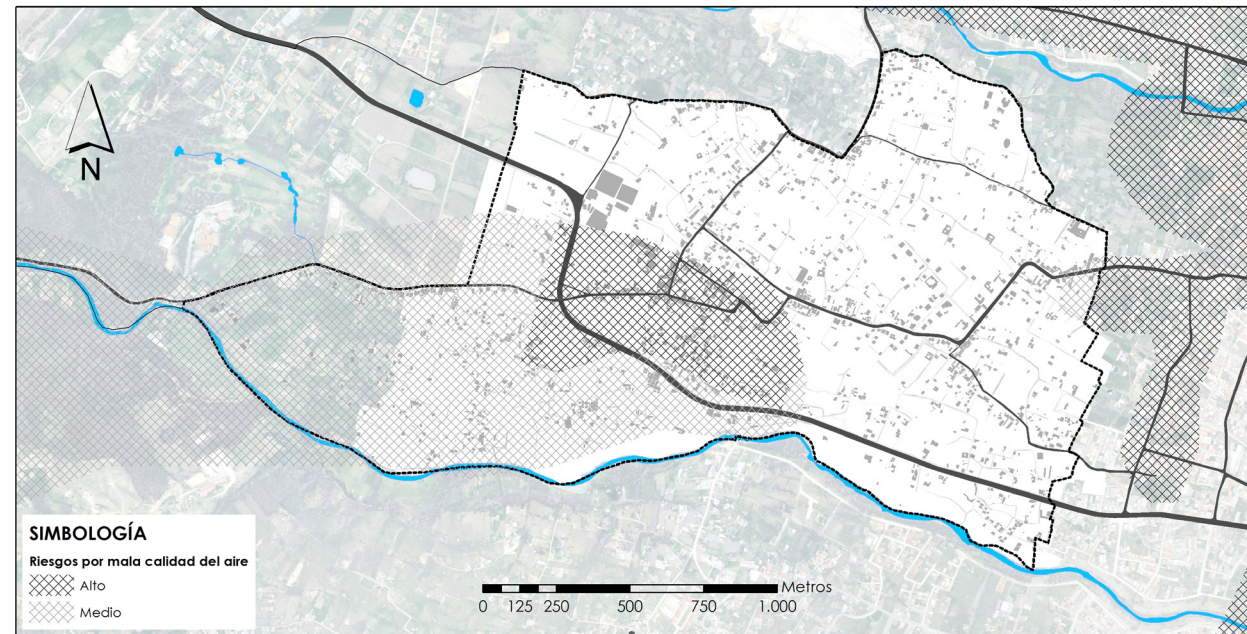 N
SIMBOLOGÍA
Riesgos por mala calidad del aire
Alto
Medio
Metros
0 125 250 500 750 1.000